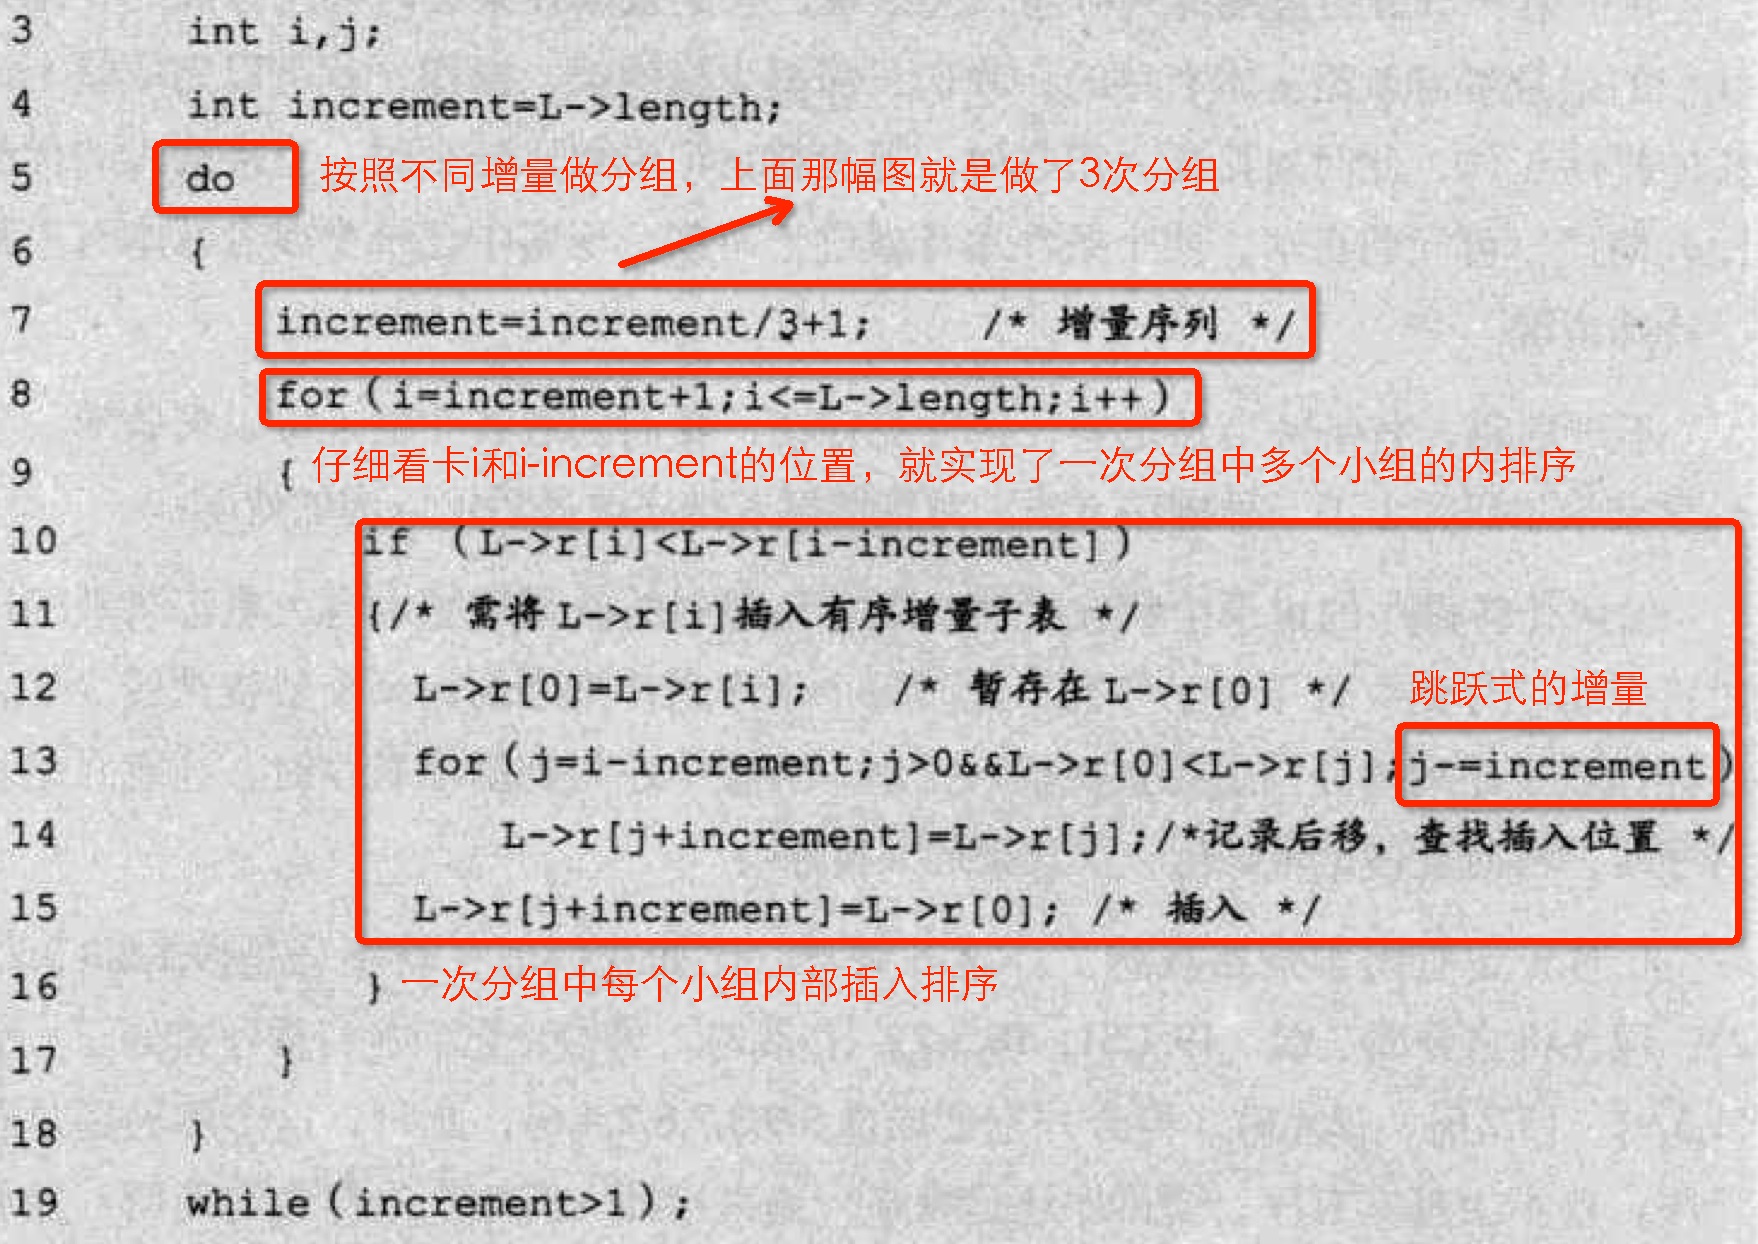 3 int i,j;
4 int increment=L->length;
5 do 按照不同增量做分组，上面那幅图就是做了3次分组
6 {
7 increment=increment/3+1; /* 增量序列 */
8 for(i=increment+1;i<=L->length;i++)
9 { 仔细看卡i和i-increment的位置，就实现了一次分组中多个小组的内排序
10 if (L->r[i]<L->r[i-increment])
11 {/* 需将L->r[i]插入有序增量子表 */
12 L->r[0]=L->r[i]; /* 暂存在L->r[0] */ 跳跃式的增量
13 for(j=i-increment;j>0&&L->r[0]<L->r[j];j-=increment)
14 L->r[j+increment]=L->r[j];/*记录后移，查找插入位置 */
15 L->r[j+increment]=L->r[0]; /* 插入 */
16 } 一次分组中每个小组内部插入排序
17 }
18 }
19 while(increment>1);